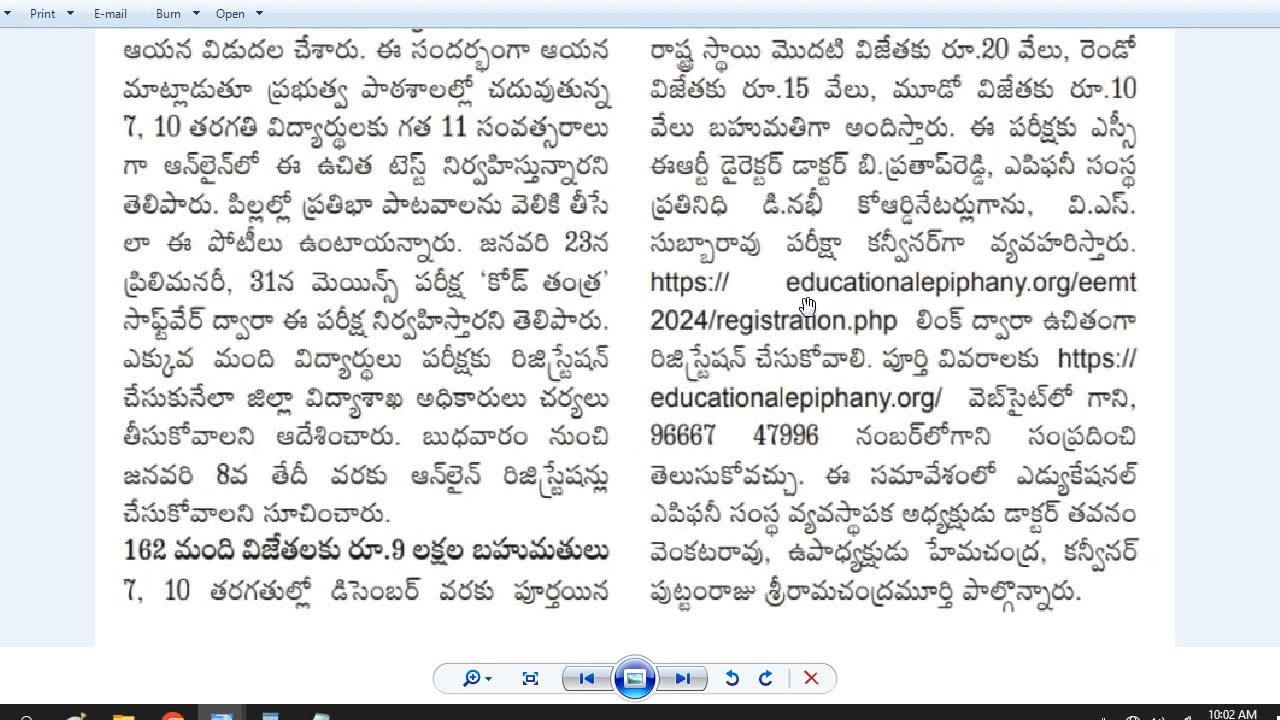 Print
E-mail
Burn
Open
ఆయన విడుదల చేశారు. ఈ సందర్భంగా ఆయన
మాట్లాడుతూ ప్రభుత్వ పాఠశాలల్లో చదువుతున్న
7, 10 తరగతి విద్యార్థులకు గత 11 సంవత్సరాలు
గా ఆన్‌లైన్‌లో ఈ ఉచిత టెస్ట్ నిర్వహిస్తున్నారని
తెలిపారు. పిల్లల్లో ప్రతిభా పాటవాలను వెలికి తీసే
లా ఈ పోటీలు ఉంటాయన్నారు. జనవరి 23న
ప్రిలిమనరీ, 31న మెయిన్స్ పరీక్ష ‘కోడ్ తంత్ర’
సాఫ్ట్‌వేర్ ద్వారా ఈ పరీక్ష నిర్వహిస్తారని తెలిపారు.
ఎక్కువ మంది విద్యార్థులు పరీక్షకు రిజిస్ట్రేషన్
చేసుకునేలా జిల్లా విద్యాశాఖ అధికారులు చర్యలు
తీసుకోవాలని ఆదేశించారు. బుధవారం నుంచి
జనవరి 8వ తేదీ వరకు ఆన్‌లైన్ రిజిస్ట్రేషన్లు
చేసుకోవాలని సూచించారు.
162 మంది విజేతలకు రూ.9 లక్షల బహుమతులు
7, 10 తరగతుల్లో డిసెంబర్ వరకు పూర్తయిన
రాష్ట్ర స్థాయి మొదటి విజేతకు రూ.20 వేలు, రెండో
విజేతకు రూ.15 వేలు, మూడో విజేతకు రూ.10
వేలు బహుమతిగా అందిస్తారు. ఈ పరీక్షకు ఎస్సీ
ఈఆర్టీ డైరెక్టర్ డాక్టర్ బి.ప్రతాప్‌రెడ్డి, ఎపిఫనీ సంస్థ
ప్రతినిధి డి.నభీ కోఆర్డినేటర్లుగాను, వి.ఎస్.
సుబ్బారావు పరీక్షా కన్వీనర్‌గా వ్యవహరిస్తారు.
https:// educationalepiphany.org/eemt
2024/registration.php లింక్ ద్వారా ఉచితంగా
రిజిస్ట్రేషన్ చేసుకోవాలి. పూర్తి వివరాలకు https://
educationalepiphany.org/ వెబ్‌సైట్‌లో గాని,
96667 47996 నంబర్‌లోగాని సంప్రదించి
తెలుసుకోవచ్చు. ఈ సమావేశంలో ఎడ్యుకేషనల్
ఎపిఫనీ సంస్థ వ్యవస్థాపక అధ్యక్షుడు డాక్టర్ తవనం
వెంకటరావు, ఉపాధ్యక్షుడు హేమచంద్ర, కన్వీనర్
పుట్టంరాజు శ్రీరామచంద్రమూర్తి పాల్గొన్నారు.
10:02 AM